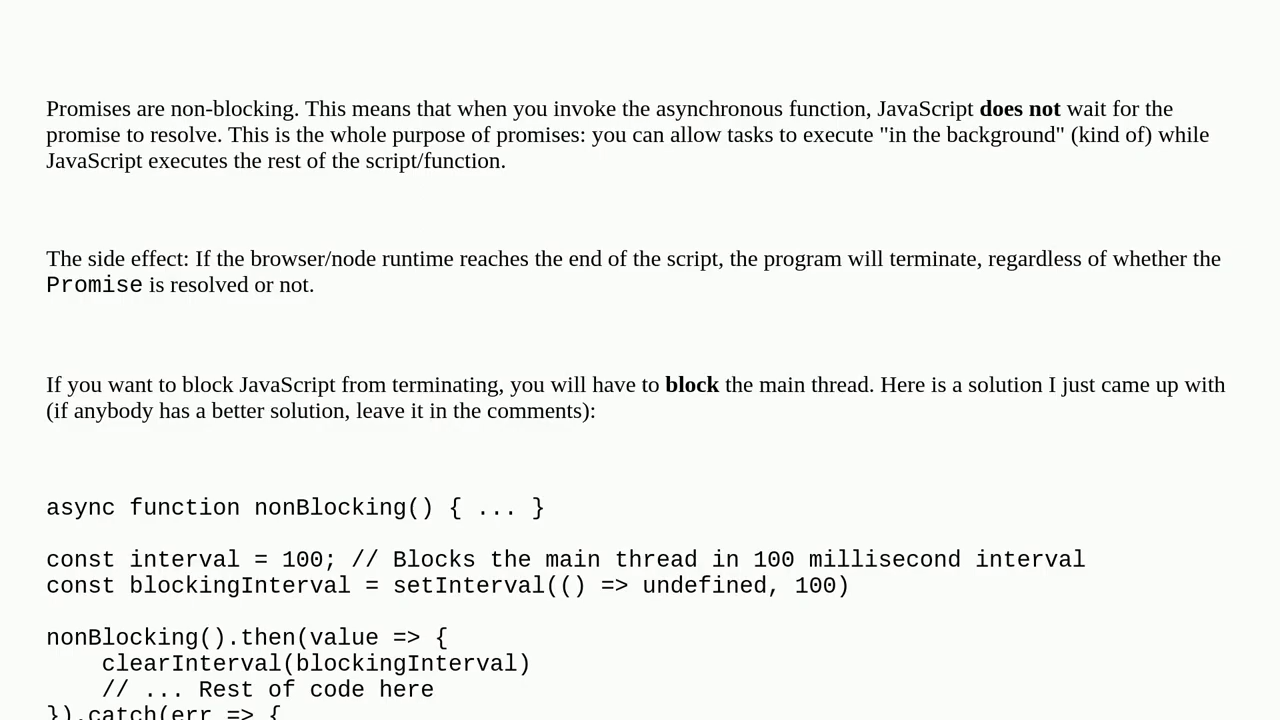 Promises are non-blocking. This means that when you invoke the asynchronous function, JavaScript does not wait for the
promise to resolve. This is the whole purpose of promises: you can allow tasks to execute "in the background" (kind of) while
JavaScript executes the rest of the script/function.
The side effect: If the browser/node runtime reaches the end of the script, the program will terminate, regardless of whether the
Promise is resolved or not.
If you want to block JavaScript from terminating, you will have to block the main thread. Here is a solution I just came up with
(if anybody has a better solution, leave it in the comments):
async function nonBlocking() { ... }
const interval = 100; // Blocks the main thread in 100 millisecond interval
const blockingInterval = setInterval(() => undefined, 100)
nonBlocking().then(value => {
    clearInterval(blockingInterval)
    // ... Rest of code here
}).catch(err => {